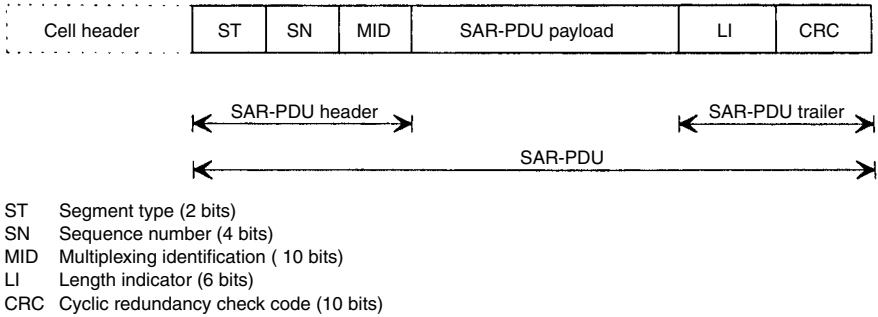 Cell header ST SN MID SAR-PDU payload LI CRC
SAR-PDU header SAR-PDU trailer
SAR-PDU
ST Segment type (2 bits)
SN Sequence number (4 bits)
MID Multiplexing identification ( 10 bits)
LI Length indicator (6 bits)
CRC Cyclic redundancy check code (10 bits)